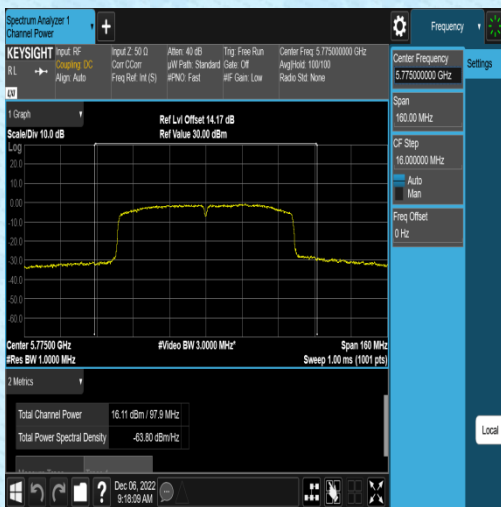 Spectrum Analyzer 1
Channel Power
Frequency
KEYSIGHT
Input: RF
Coupling: DC
Align: Auto
Input Z: 50 Ω
Corr CCorr
Freq Ref: Int (S)
Atten: 40 dB
µW Path: Standard
#PNO: Fast
Trig: Free Run
Gate: Off
#IF Gain: Low
Center Freq: 5.775000000 GHz
Avg|Hold: 100/100
Radio Std: None
R L
LXI
1 Graph
Scale/Div 10.0 dB
Ref Lvl Offset 14.17 dB
Ref Value 30.00 dBm
Log
20.0
10.0
0.00
-10.0
-20.0
-30.0
-40.0
-50.0
-60.0
Center 5.77500 GHz
#Res BW 1.0000 MHz
#Video BW 3.0000 MHz*
Span 160 MHz
Sweep 1.00 ms (1001 pts)
2 Metrics
Total Channel Power 16.11 dBm / 97.9 MHz
Total Power Spectral Density -63.80 dBm/Hz
?
Dec 06, 2022
9:18:09 AM
Center Frequency
5.775000000 GHz
Span
160.00 MHz
CF Step
16.000000 MHz
Auto
Man
Freq Offset
0 Hz
Settings
Local